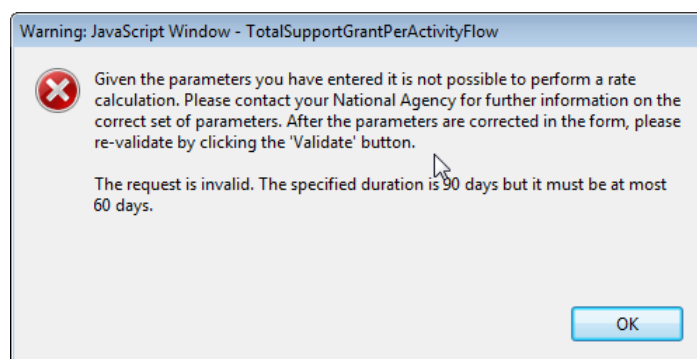 Warning: JavaScript Window - TotalSupportGrantPerActivityFlow
Given the parameters you have entered it is not possible to perform a rate
calculation. Please contact your National Agency for further information on the
correct set of parameters. After the parameters are corrected in the form, please
re-validate by clicking the 'Validate' button.
The request is invalid. The specified duration is 90 days but it must be at most
60 days.
OK